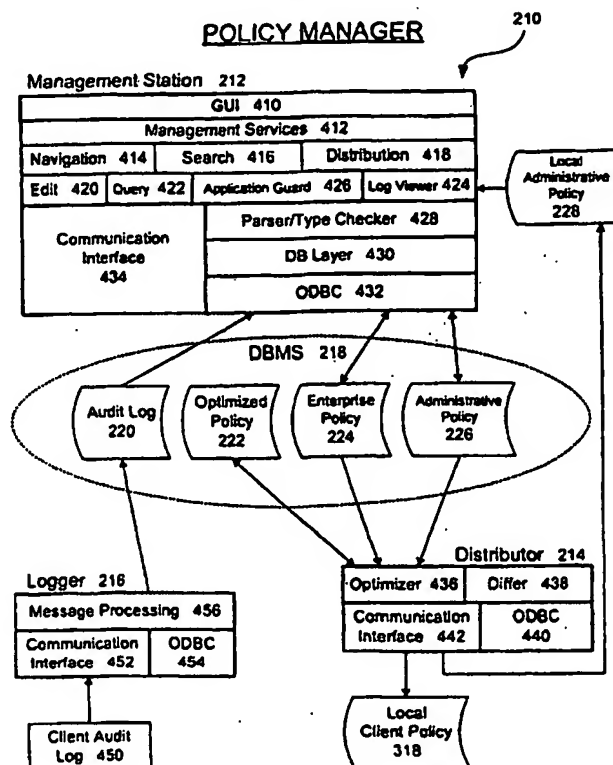 POLICY MANAGER
210
Management Station 212
GUI 410
Management Services 412
Navigation 414 Search 416 Distribution 418
Edit 420 Query 422 Application Guard 426 Log Viewer 424
Communication
Interface
434
Parser/Type Checker 428
DB Layer 430
ODBC 432
Local
Administrative
Policy
228
DBMS 218
Audit Log
220
Optimized
Policy
222
Enterprise
Policy
224
Administrative
Policy
226
Logger 216
Message Processing 456
Communication
Interface 452
ODBC
454
Client Audit
Log 450
Distributor 214
Optimizer 436 Differ 438
Communication
Interface 442
ODBC
440
Local
Client Policy
318